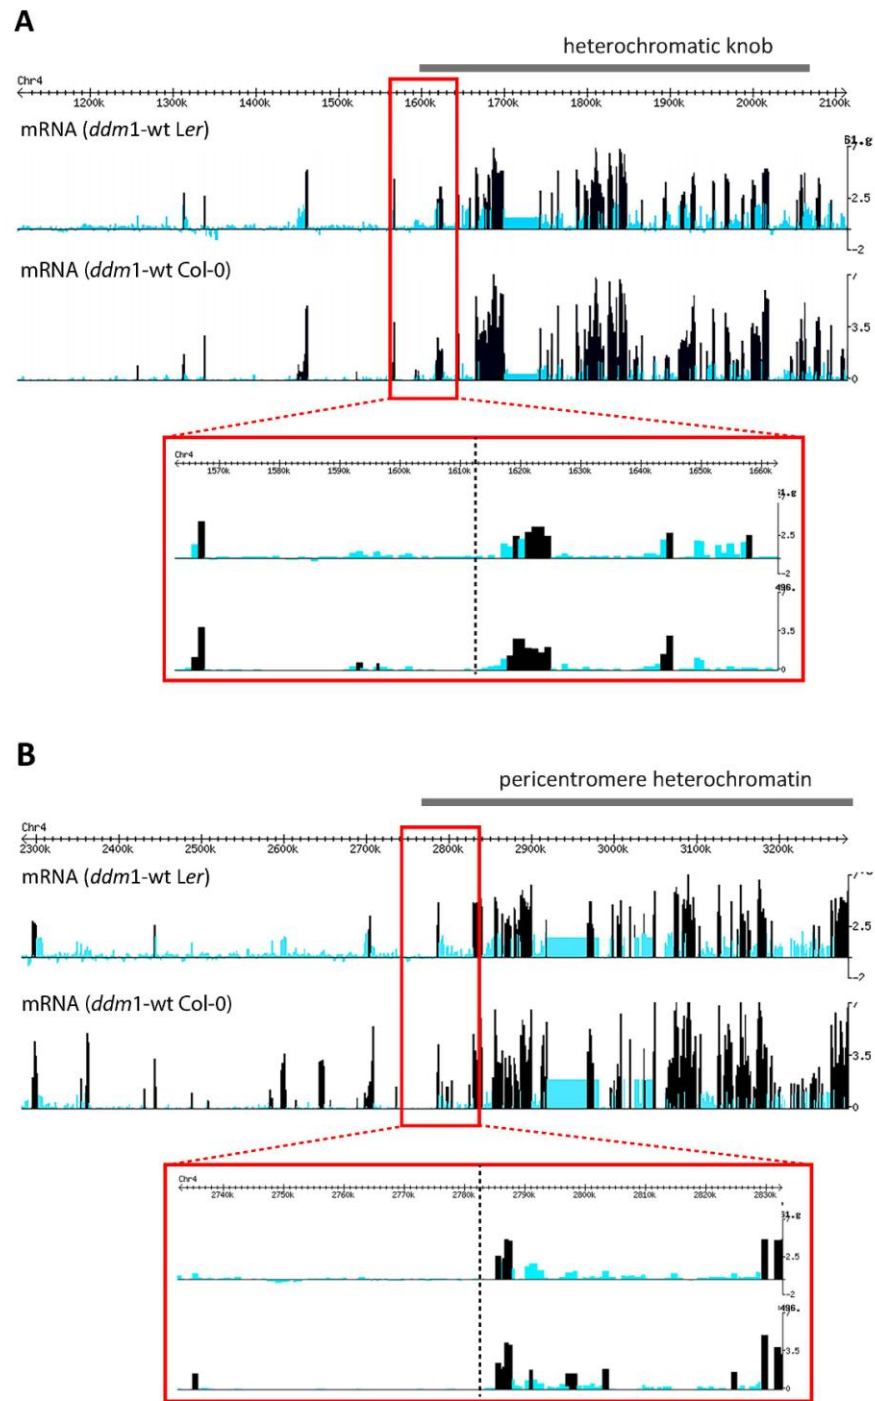 A
heterochromatic knob
Chr4
1200k 1300k 1400k 1500k 1600k 1700k 1800k 1900k 2000k 2100k
mRNA (ddm1-wt Ler)
7
2.5
-2
mRNA (ddm1-wt Col-0)
7
3.5
0
Chr4
1570k 1580k 1590k 1600k 1610k 1620k 1630k 1640k 1650k 1660k
2.5
-2
496.
3.5
0
B
pericentromere heterochromatin
Chr4
2300k 2400k 2500k 2600k 2700k 2800k 2900k 3000k 3100k 3200k
mRNA (ddm1-wt Ler)
2.5
-2
mRNA (ddm1-wt Col-0)
7
3.5
0
Chr4
2740k 2750k 2760k 2770k 2780k 2790k 2800k 2810k 2820k 2830k
2.5
-2
496.
3.5
0